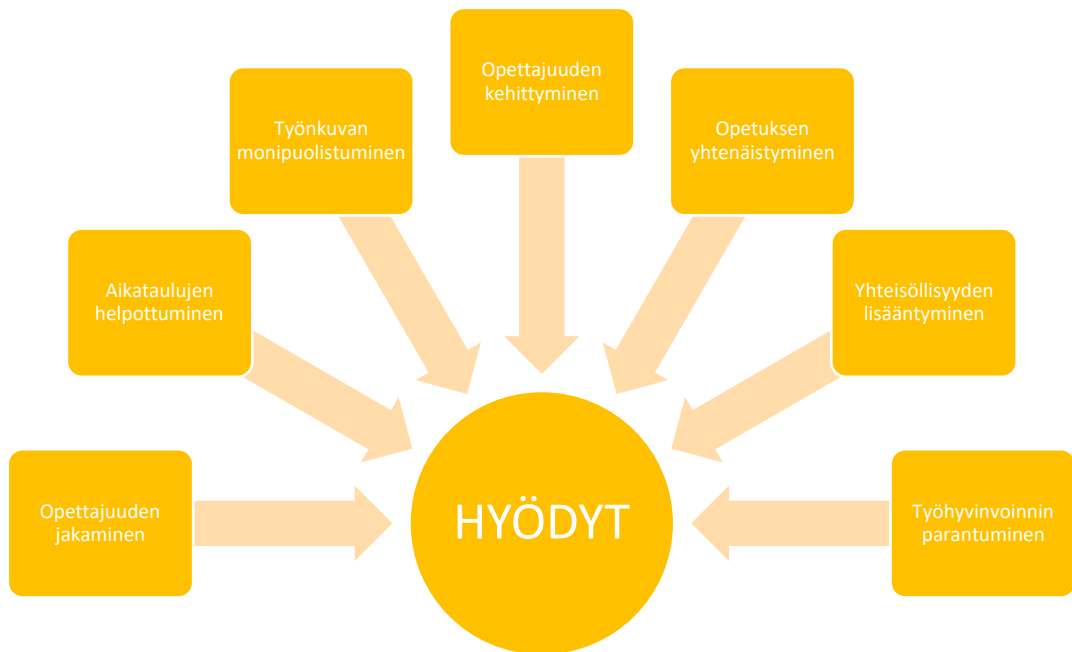 Opettajuuden
kehittyminen
Työnkuvan
monipuolistuminen
Opetuksen
yhtenäistyminen
Aikataulujen
helpottuminen
Yhteisöllisyyden
lisääntyminen
Opettajuuden
jakaminen
HYÖDYT
Työhyvinvoinnin
parantuminen